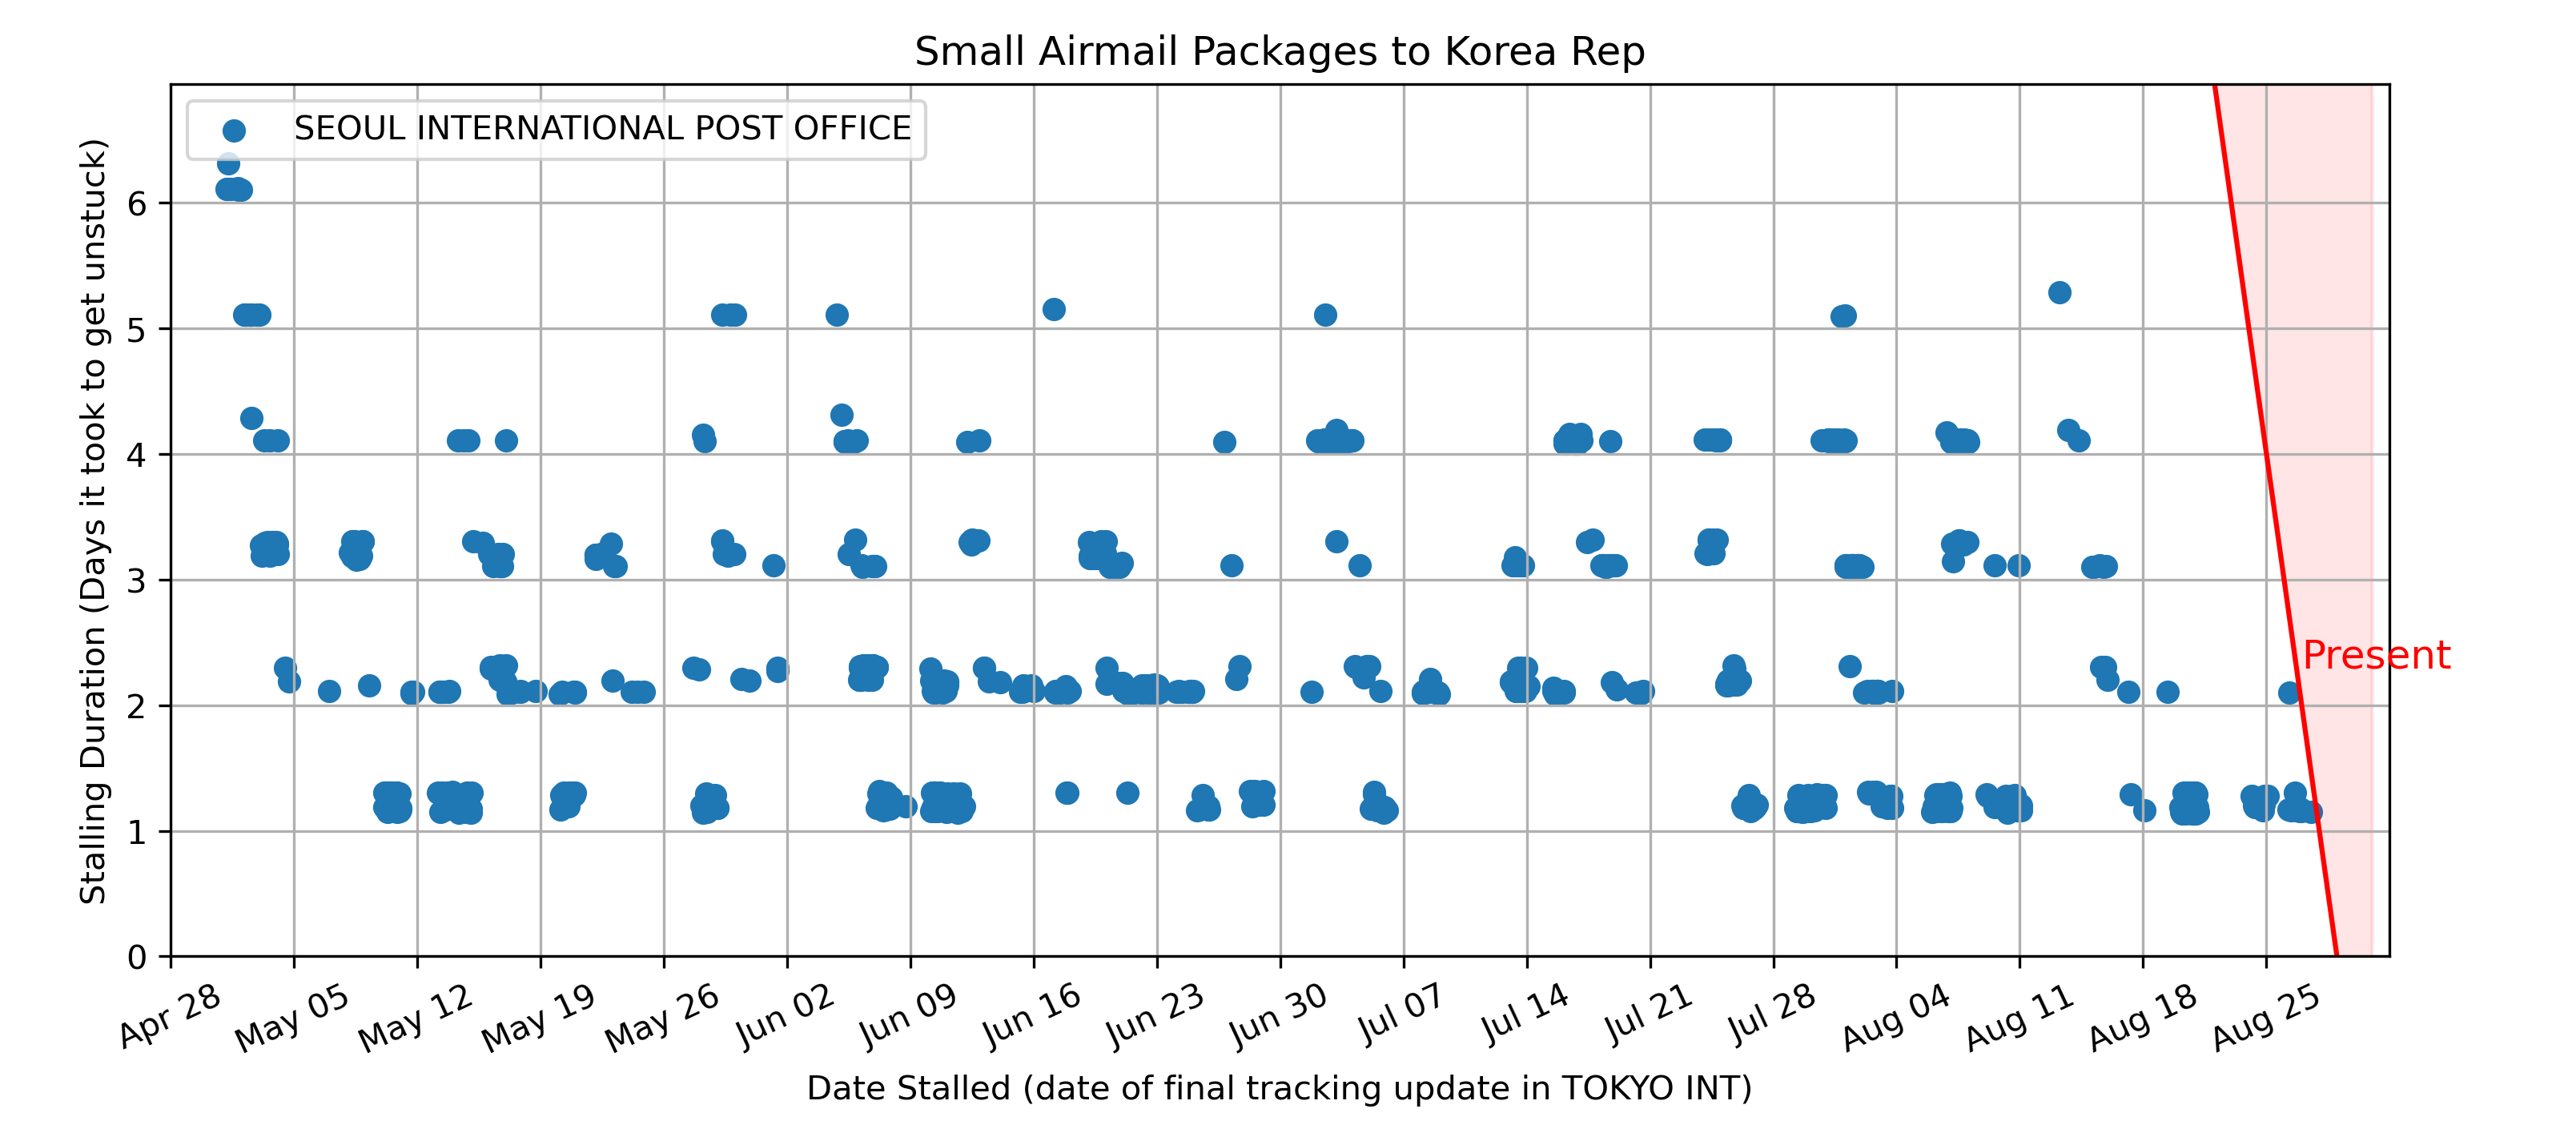 Small Airmail Packages to Korea Rep
SEOUL INTERNATIONAL POST OFFICE
Stalling Duration (Days it took to get unstuck)
6
5
4
3
2
1
0
Present
Apr 28
May 05
May 12
May 19
May 26
Jun 02
Jun 09
Jun 16
Jun 23
Jun 30
Jul 07
Jul 14
Jul 21
Jul 28
Aug 04
Aug 11
Aug 18
Aug 25
Date Stalled (date of final tracking update in TOKYO INT)